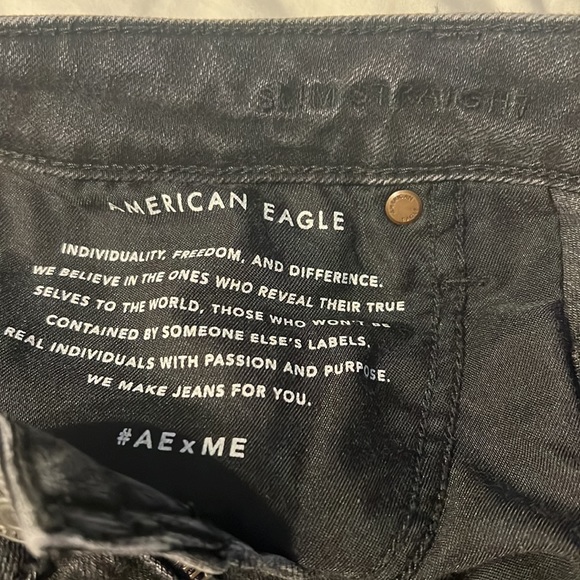 SLIM STRAIGHT
AMERICAN EAGLE
INDIVIDUALITY, FREEDOM, AND DIFFERENCE.
WE BELIEVE IN THE ONES WHO REVEAL THEIR TRUE
SELVES TO THE WORLD, THOSE WHO WON'T BE
CONTAINED BY SOMEONE ELSE'S LABELS,
REAL INDIVIDUALS WITH PASSION AND PURPOSE.
WE MAKE JEANS FOR YOU.
#AExME